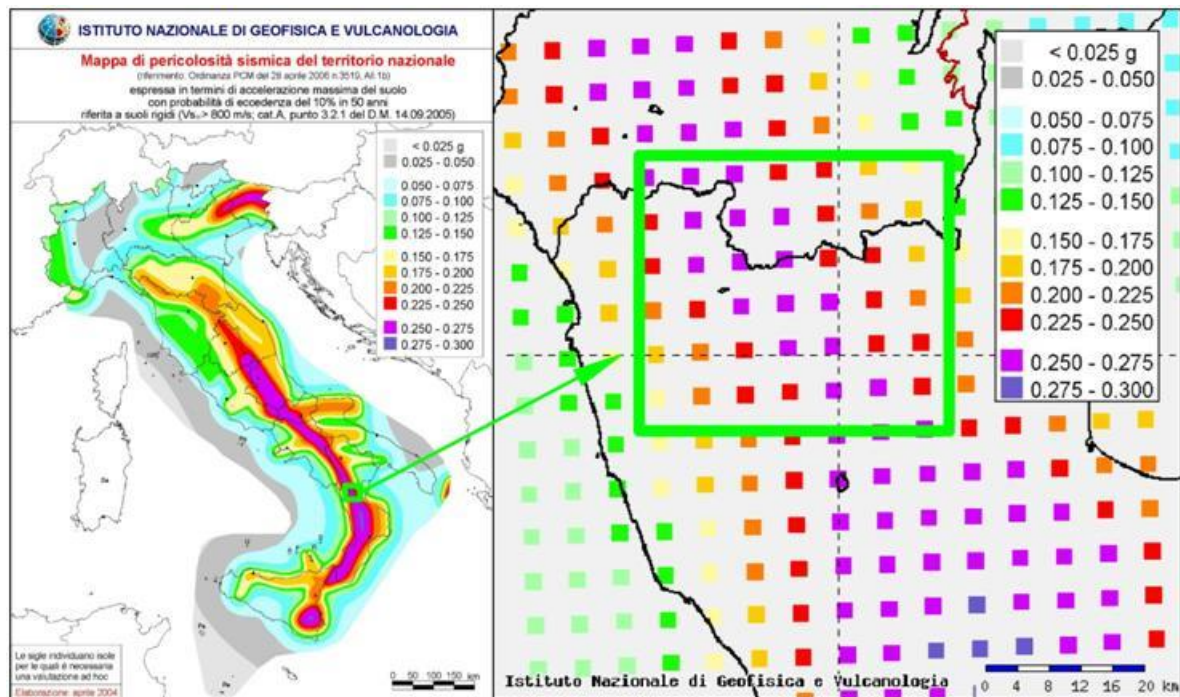 ISTITUTO NAZIONALE DI GEOFISICA E VULCANOLOGIA
Mappa di pericolosità sismica del territorio nazionale
(riferimento: Ordinanza PCM del 28 aprile 2006 n.3519, All.1b)
espressa in termini di accelerazione massima del suolo
con probabilità di eccedenza del 10% in 50 anni
riferita a suoli rigidi (Vs₃₀> 800 m/s; cat.A, punto 3.2.1 del D.M. 14.09.2005)
< 0.025 g
0.025 - 0.050
0.050 - 0.075
0.075 - 0.100
0.100 - 0.125
0.125 - 0.150
0.150 - 0.175
0.175 - 0.200
0.200 - 0.225
0.225 - 0.250
0.250 - 0.275
0.275 - 0.300
Le sigle individuano isole
per le quali é necessaria
una valutazione ad hoc
Elaborazione: aprile 2004
0 50 100 150 km
< 0.025 g
0.025 - 0.050
0.050 - 0.075
0.075 - 0.100
0.100 - 0.125
0.125 - 0.150
0.150 - 0.175
0.175 - 0.200
0.200 - 0.225
0.225 - 0.250
0.250 - 0.275
0.275 - 0.300
Istituto Nazionale di Geofisica e Vulcanologia
0 4 8 12 16 20 km